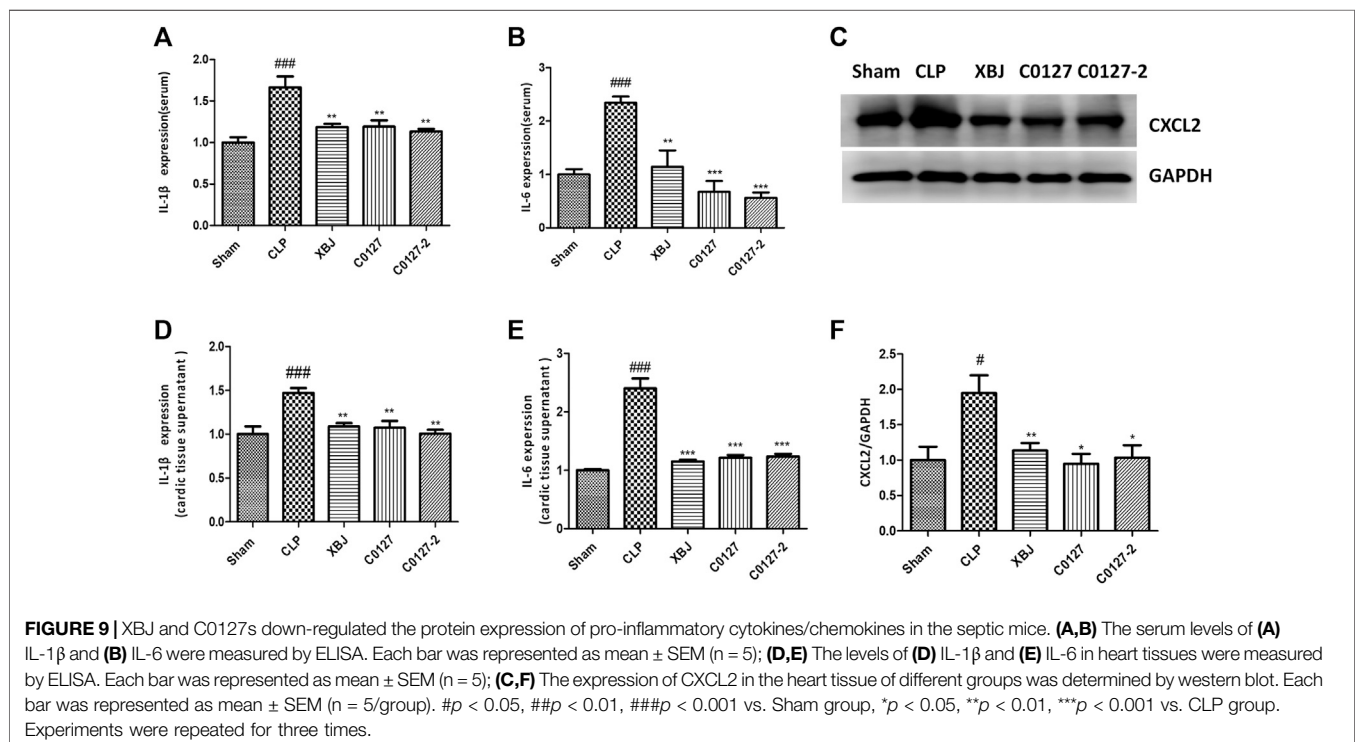 A
IL-1β expression(serum)
2.0
1.5
1.0
0.5
0.0
###
**
**
**
Sham
CLP
XBJ
C0127
C0127-2
B
IL-6 experssion(serum)
3
2
1
0
###
**
***
***
Sham
CLP
XBJ
C0127
C0127-2
C
Sham CLP XBJ C0127 C0127-2
CXCL2
GAPDH
D
IL-1β expression
(cardic tissue supernatant )
2.0
1.5
1.0
0.5
0.0
###
**
**
**
Sham
CLP
XBJ
C0127
C0127-2
E
IL-6 experssion
(cardic tissue supernatant )
3
2
1
0
###
***
***
***
Sham
CLP
XBJ
C0127
C0127-2
F
CXCL2/GAPDH
2.5
2.0
1.5
1.0
0.5
0.0
#
**
*
*
Sham
CLP
XBJ
C0127
C0127-2
FIGURE 9 | XBJ and C0127s down-regulated the protein expression of pro-inflammatory cytokines/chemokines in the septic mice. (A,B) The serum levels of (A)
IL-1β and (B) IL-6 were measured by ELISA. Each bar was represented as mean ± SEM (n = 5); (D,E) The levels of (D) IL-1β and (E) IL-6 in heart tissues were measured
by ELISA. Each bar was represented as mean ± SEM (n = 5); (C,F) The expression of CXCL2 in the heart tissue of different groups was determined by western blot. Each
bar was represented as mean ± SEM (n = 5/group). #p < 0.05, ##p < 0.01, ###p < 0.001 vs. Sham group, *p < 0.05, **p < 0.01, ***p < 0.001 vs. CLP group.
Experiments were repeated for three times.